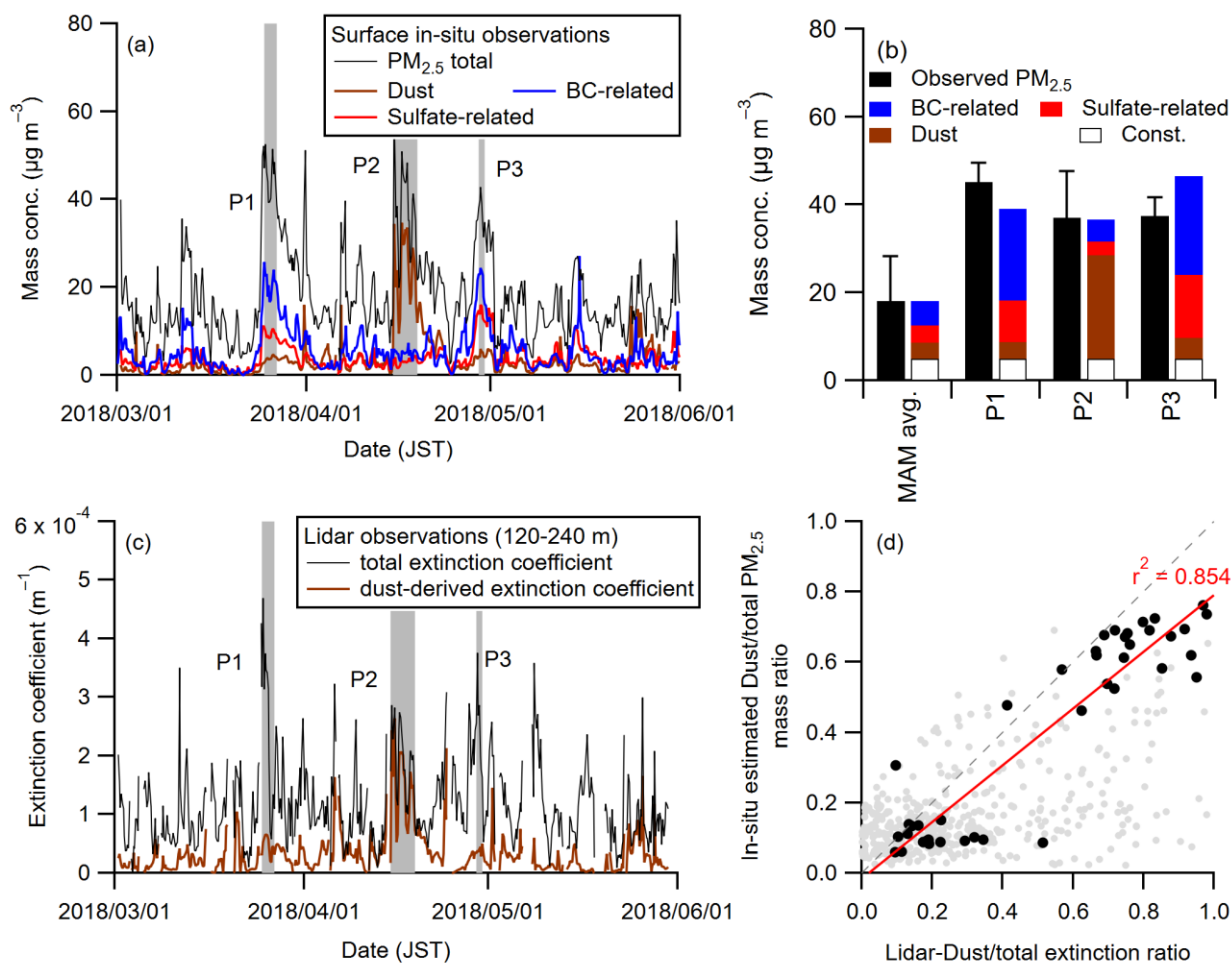 (a)
Surface in-situ observations
PM2.5 total
Dust
BC-related
Sulfate-related
P1
P2
P3
80
60
40
20
0
Mass conc. (µg m−3)
2018/03/01
2018/04/01
2018/05/01
2018/06/01
Date (JST)
(b)
Observed PM2.5
BC-related
Sulfate-related
Dust
Const.
80
60
40
20
0
Mass conc. (µg m−3)
MAM avg.
P1
P2
P3
(c)
Lidar observations (120-240 m)
total extinction coefficient
dust-derived extinction coefficient
P1
P2
P3
6 x 10-4
4
2
0
Extinction coefficient (m−1)
2018/03/01
2018/04/01
2018/05/01
2018/06/01
Date (JST)
(d)
r2 = 0.854
1.0
0.8
0.6
0.4
0.2
0.0
In-situ estimated Dust/total PM2.5
mass ratio
0.0
0.2
0.4
0.6
0.8
1.0
Lidar-Dust/total extinction ratio